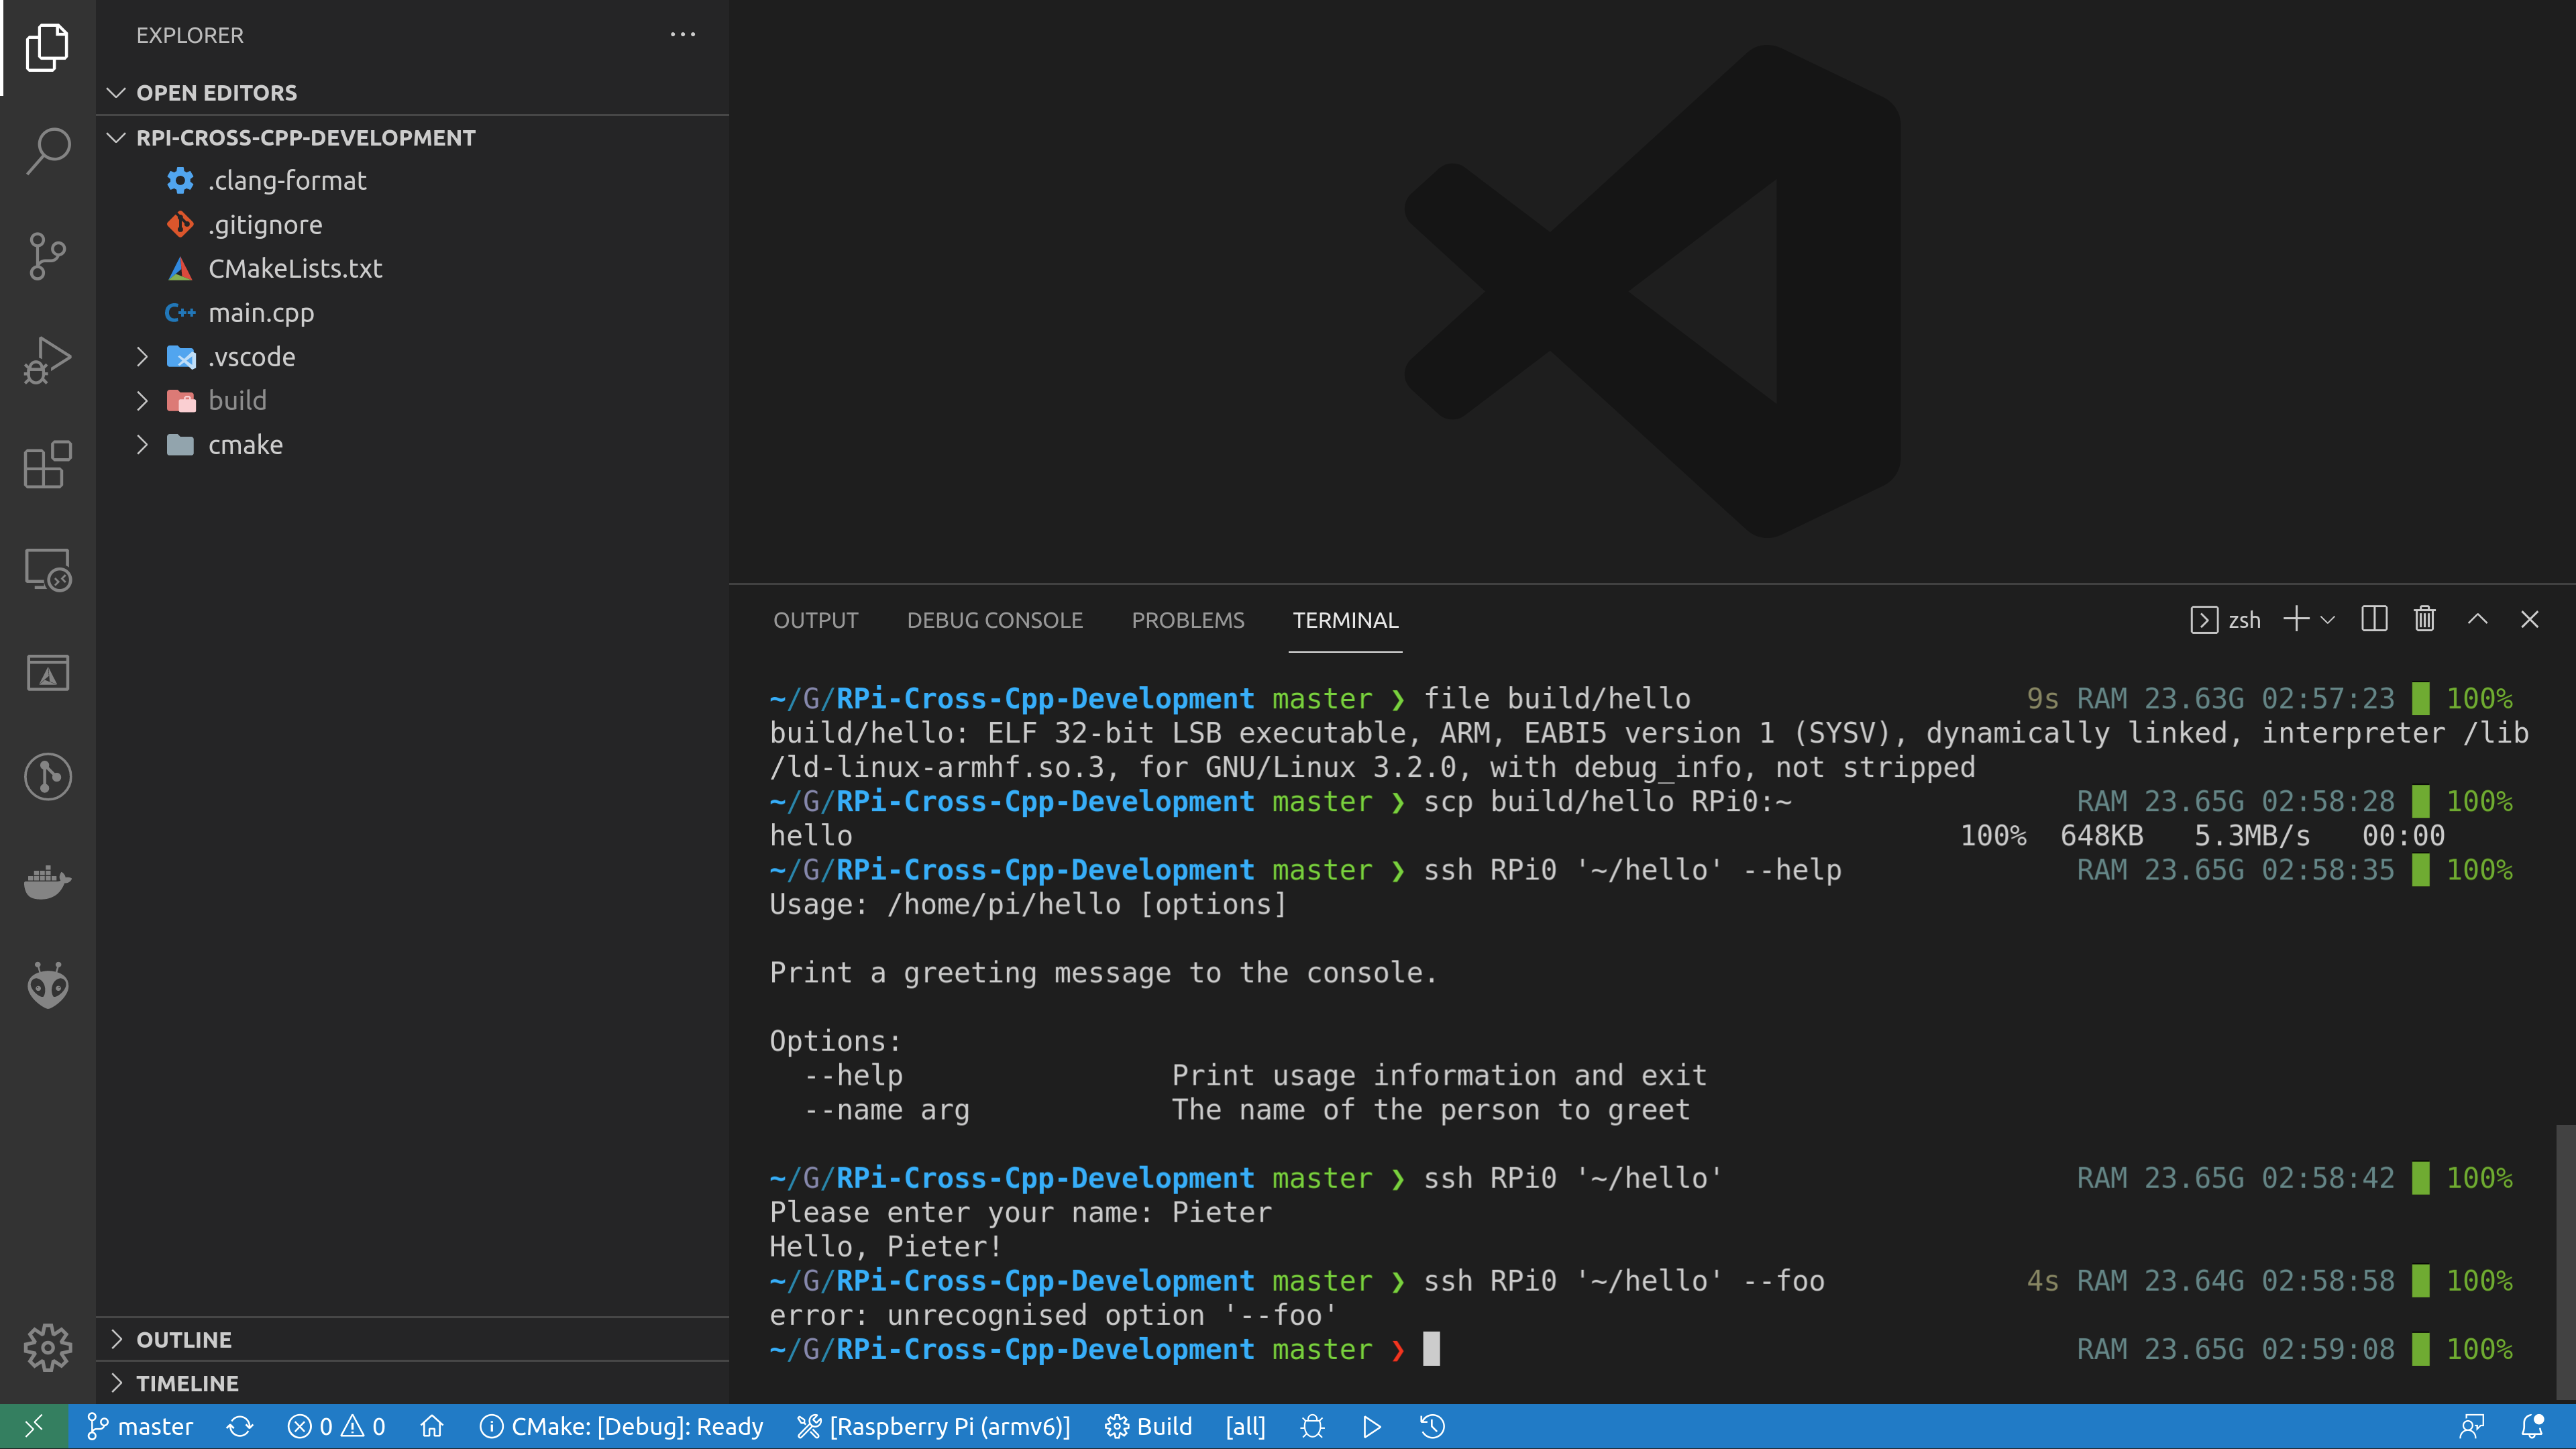 EXPLORER
OPEN EDITORS
RPI-CROSS-CPP-DEVELOPMENT
.clang-format
.gitignore
CMakeLists.txt
C++ main.cpp
.vscode
build
cmake
OUTLINE
TIMELINE
OUTPUT DEBUG CONSOLE PROBLEMS TERMINAL zsh
~/G/RPi-Cross-Cpp-Development master ❯ file build/hello 9s RAM 23.63G 02:57:23 100%
build/hello: ELF 32-bit LSB executable, ARM, EABI5 version 1 (SYSV), dynamically linked, interpreter /lib
/ld-linux-armhf.so.3, for GNU/Linux 3.2.0, with debug_info, not stripped
~/G/RPi-Cross-Cpp-Development master ❯ scp build/hello RPi0:~ RAM 23.65G 02:58:28 100%
hello 100% 648KB 5.3MB/s 00:00
~/G/RPi-Cross-Cpp-Development master ❯ ssh RPi0 '~/hello' --help RAM 23.65G 02:58:35 100%
Usage: /home/pi/hello [options]
Print a greeting message to the console.
Options:
--help Print usage information and exit
--name arg The name of the person to greet
~/G/RPi-Cross-Cpp-Development master ❯ ssh RPi0 '~/hello' RAM 23.65G 02:58:42 100%
Please enter your name: Pieter
Hello, Pieter!
~/G/RPi-Cross-Cpp-Development master ❯ ssh RPi0 '~/hello' --foo 4s RAM 23.64G 02:58:58 100%
error: unrecognised option '--foo'
~/G/RPi-Cross-Cpp-Development master ❯ RAM 23.65G 02:59:08 100%
master 0 0 CMake: [Debug]: Ready [Raspberry Pi (armv6)] Build [all]